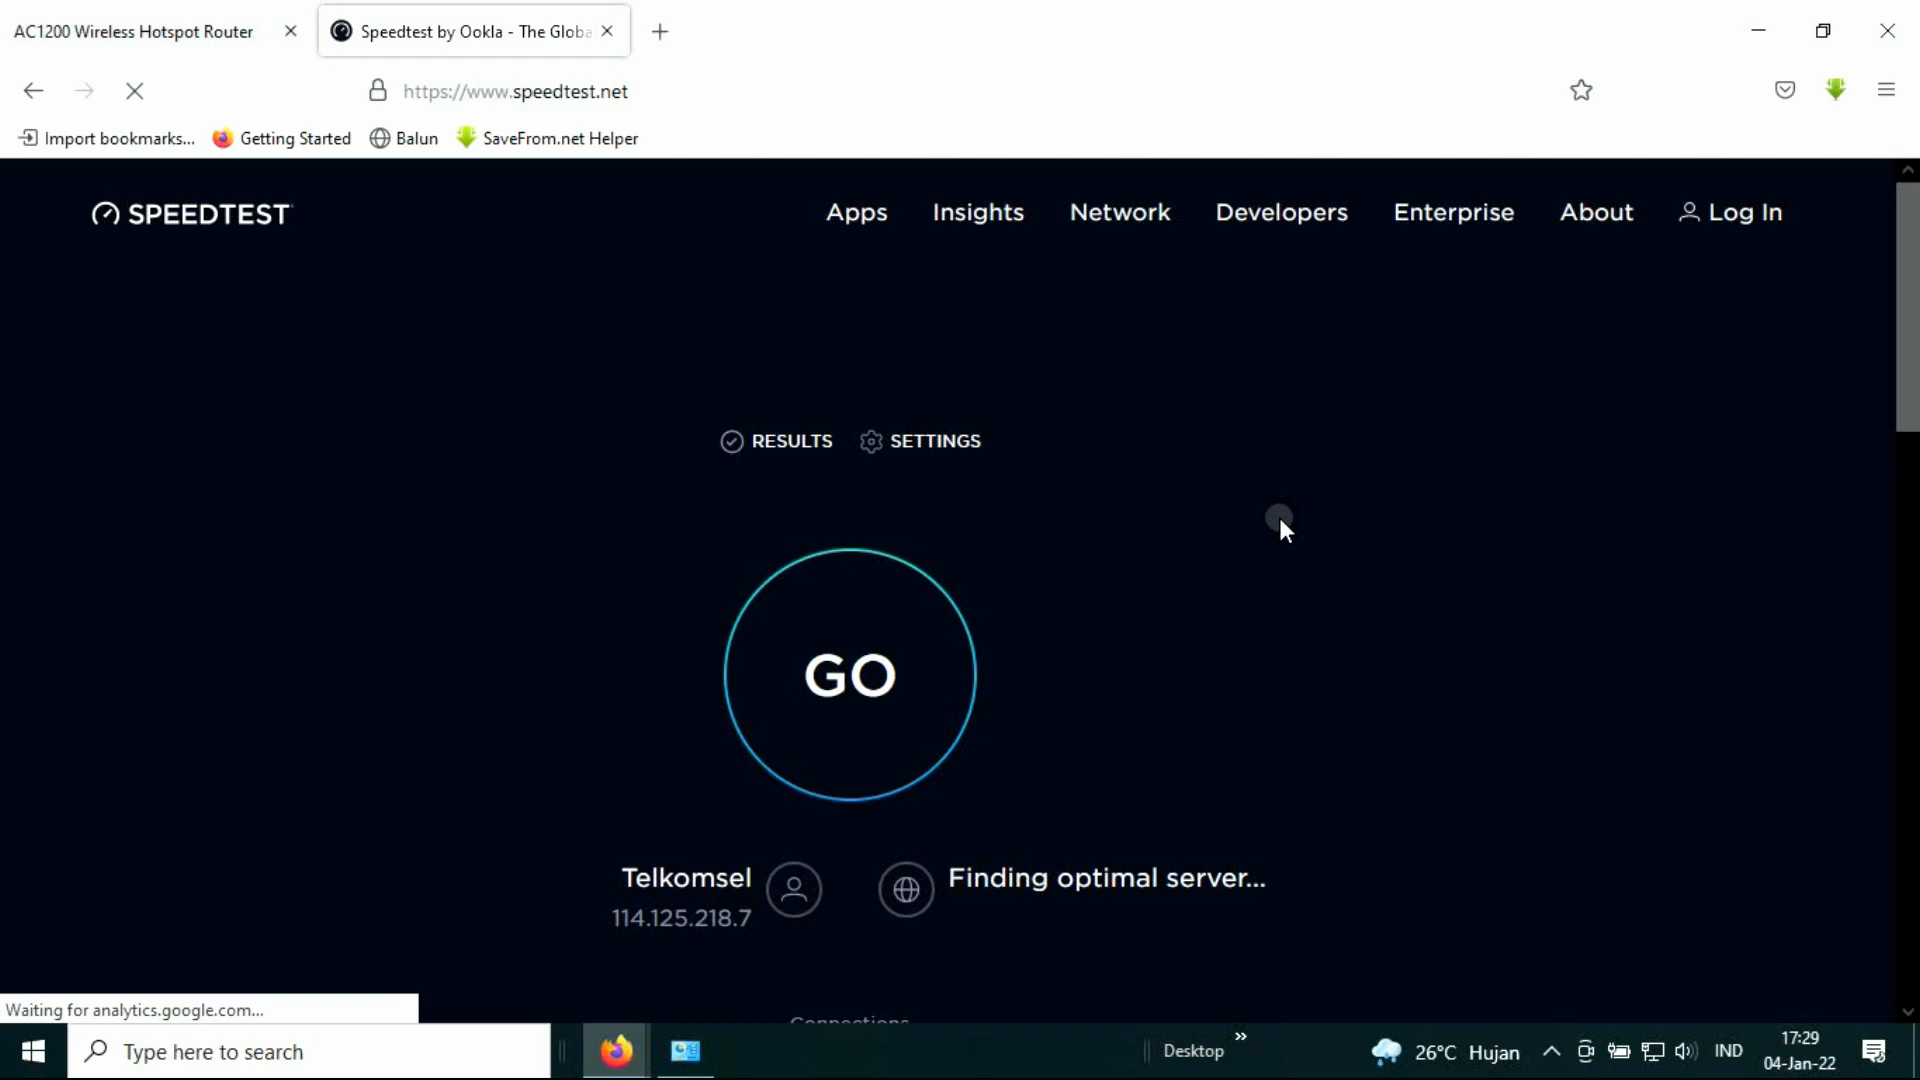 AC1200 Wireless Hotspot Router
Speedtest by Ookla - The Globa
https://www.speedtest.net
Import bookmarks...
Getting Started
Balun
SaveFrom.net Helper
SPEEDTEST
Apps
Insights
Network
Developers
Enterprise
About
Log In
RESULTS
SETTINGS
GO
Telkomsel
114.125.218.7
Finding optimal server...
Connections
Waiting for analytics.google.com...
Type here to search
Desktop
26°C Hujan
IND
17:29
04-Jan-22